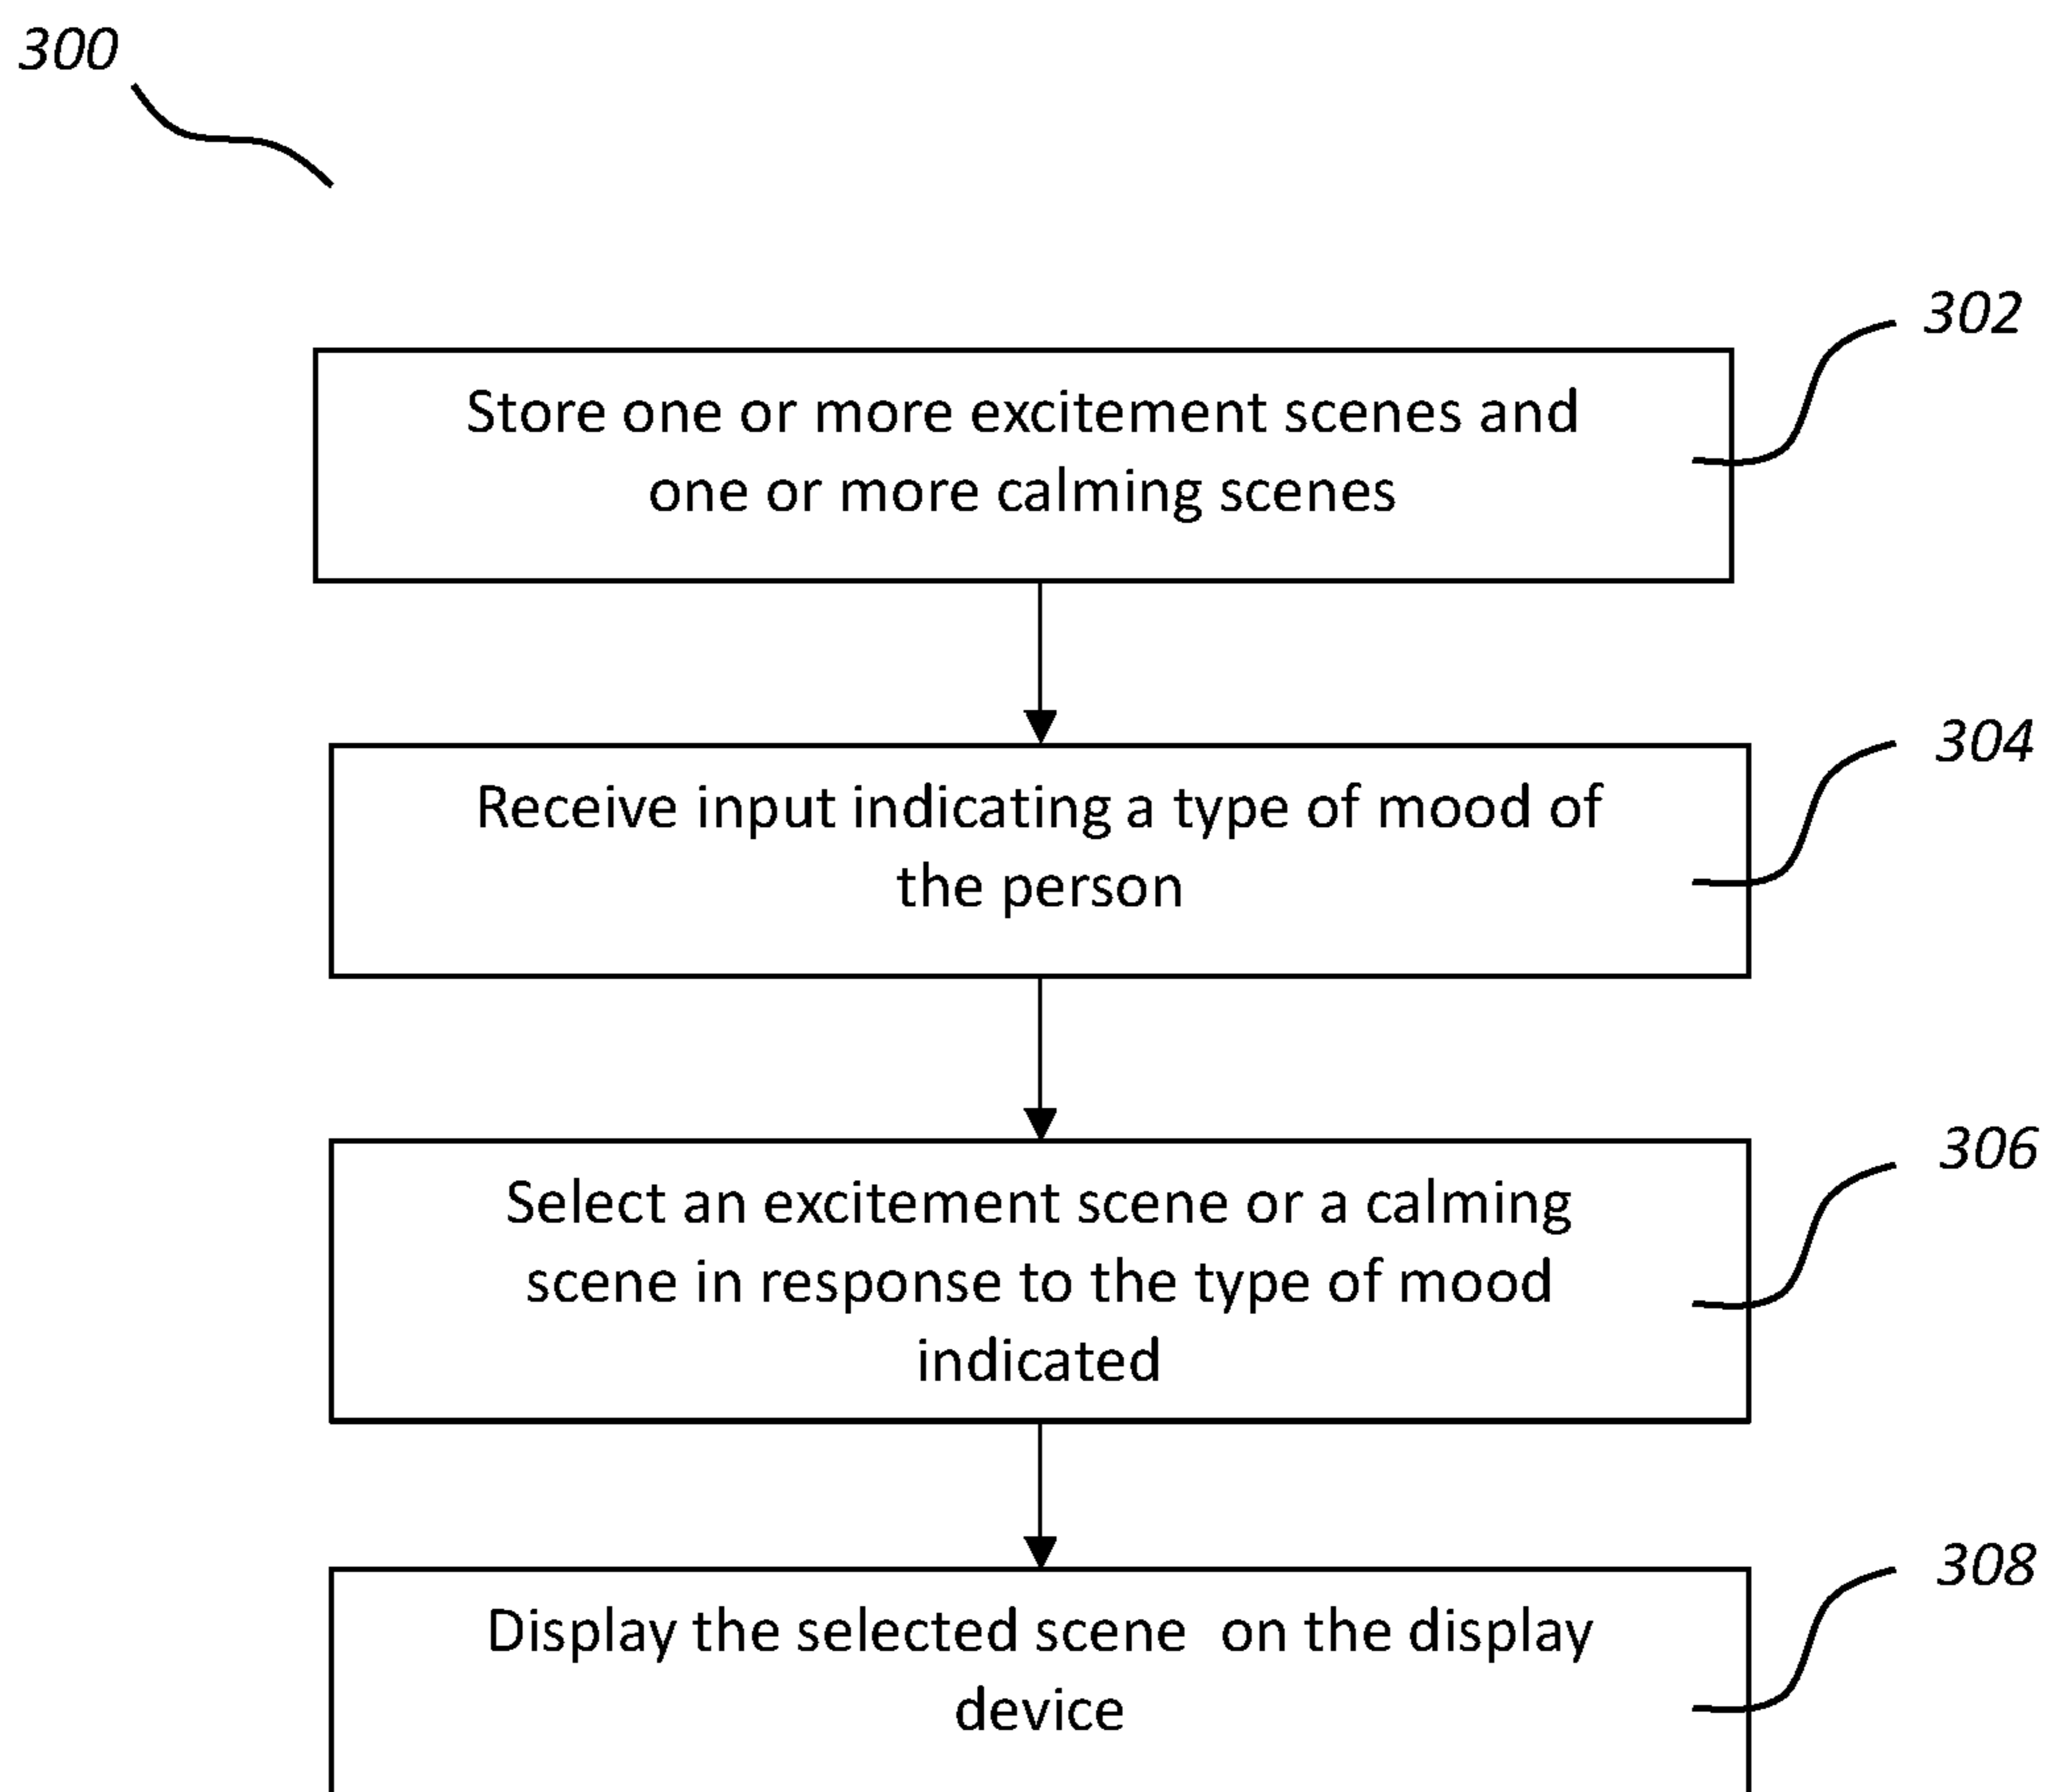 300
302
Store one or more excitement scenes and
one or more calming scenes
304
Receive input indicating a type of mood of
the person
306
Select an excitement scene or a calming
scene in response to the type of mood
indicated
308
Display the selected scene  on the display
device